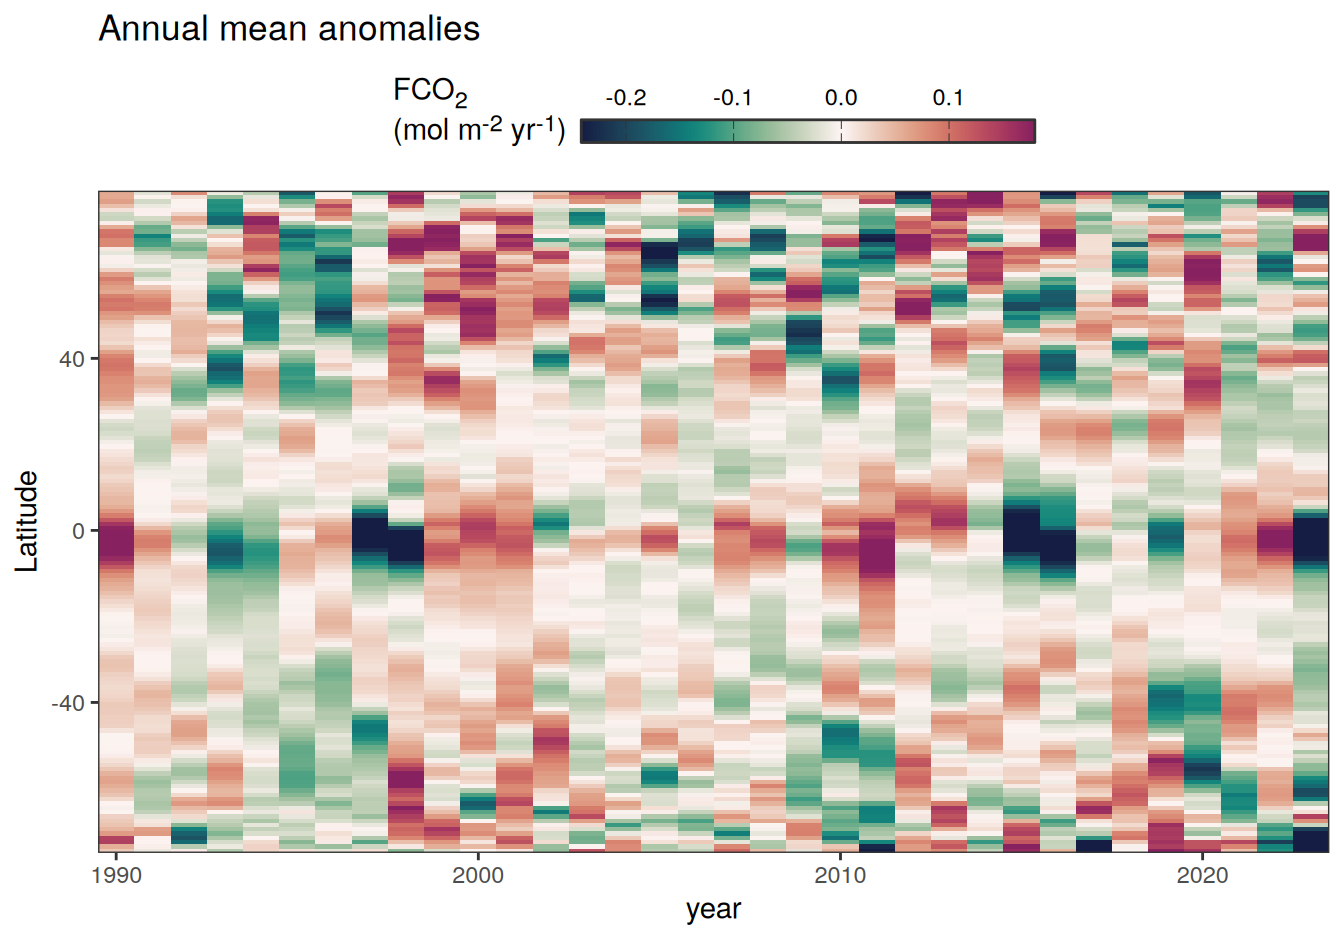 Annual mean anomalies
FCO₂
(mol m⁻² yr⁻¹)
-0.2 -0.1 0.0 0.1
Latitude
40
0
-40
1990 2000 2010 2020
year